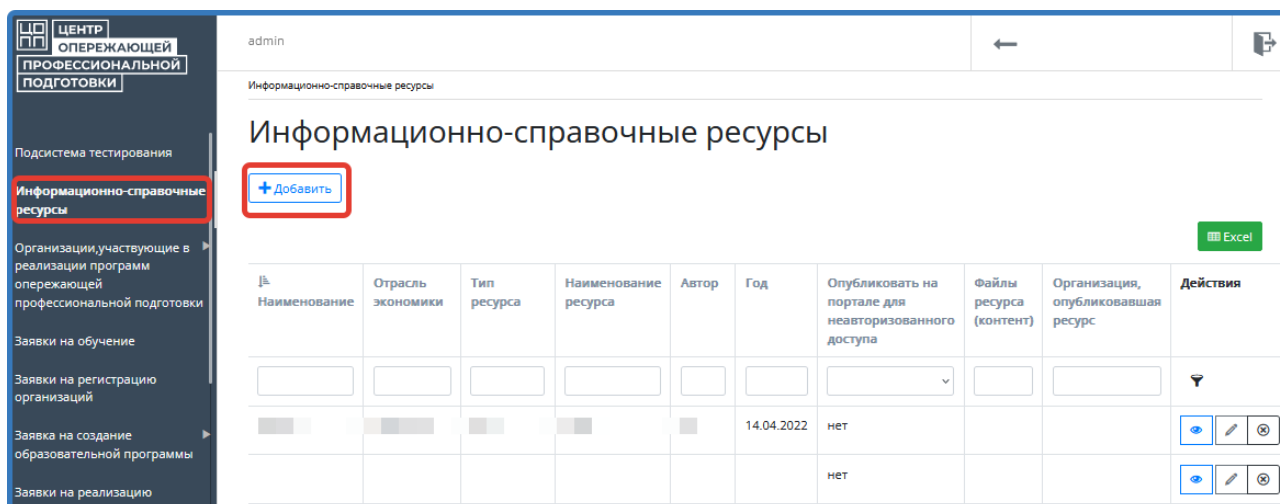 ЦОПП
ЦЕНТР
ОПЕРЕЖАЮЩЕЙ
ПРОФЕССИОНАЛЬНОЙ
ПОДГОТОВКИ
admin
Информационно-справочные ресурсы
Информационно-справочные ресурсы
Подсистема тестирования
Информационно-справочные
ресурсы
Организации,участвующие в
реализации программ
опережающей
профессиональной подготовки
Заявки на обучение
Заявки на регистрацию
организаций
Заявка на создание
образовательной программы
Заявки на реализацию
Добавить
Excel
Наименование
Отрасль
экономики
Тип
ресурса
Наименование
ресурса
Автор
Год
Опубликовать на
портале для
неавторизованного
доступа
Файлы
ресурса
(контент)
Организация,
опубликовавшая
ресурс
Действия
14.04.2022
нет
нет